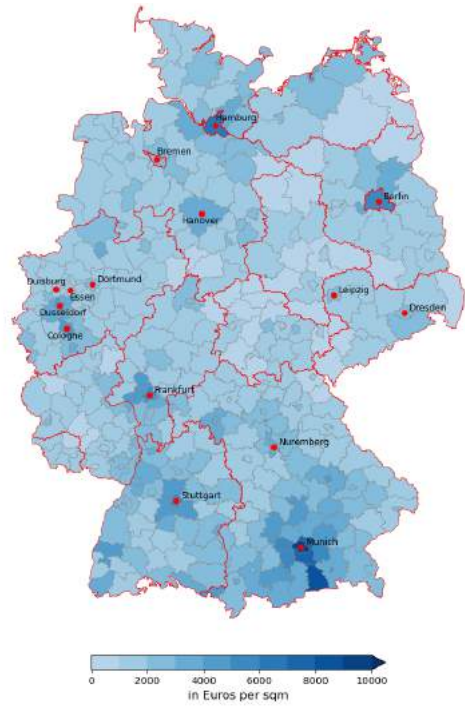 Hamburg
Bremen
Berlin
Hanover
Duisburg
Dortmund
Essen
Leipzig
Dusseldorf
Dresden
Cologne
Frankfurt
Nuremberg
Stuttgart
Munich
0 2000 4000 6000 8000 10000
in Euros per sqm